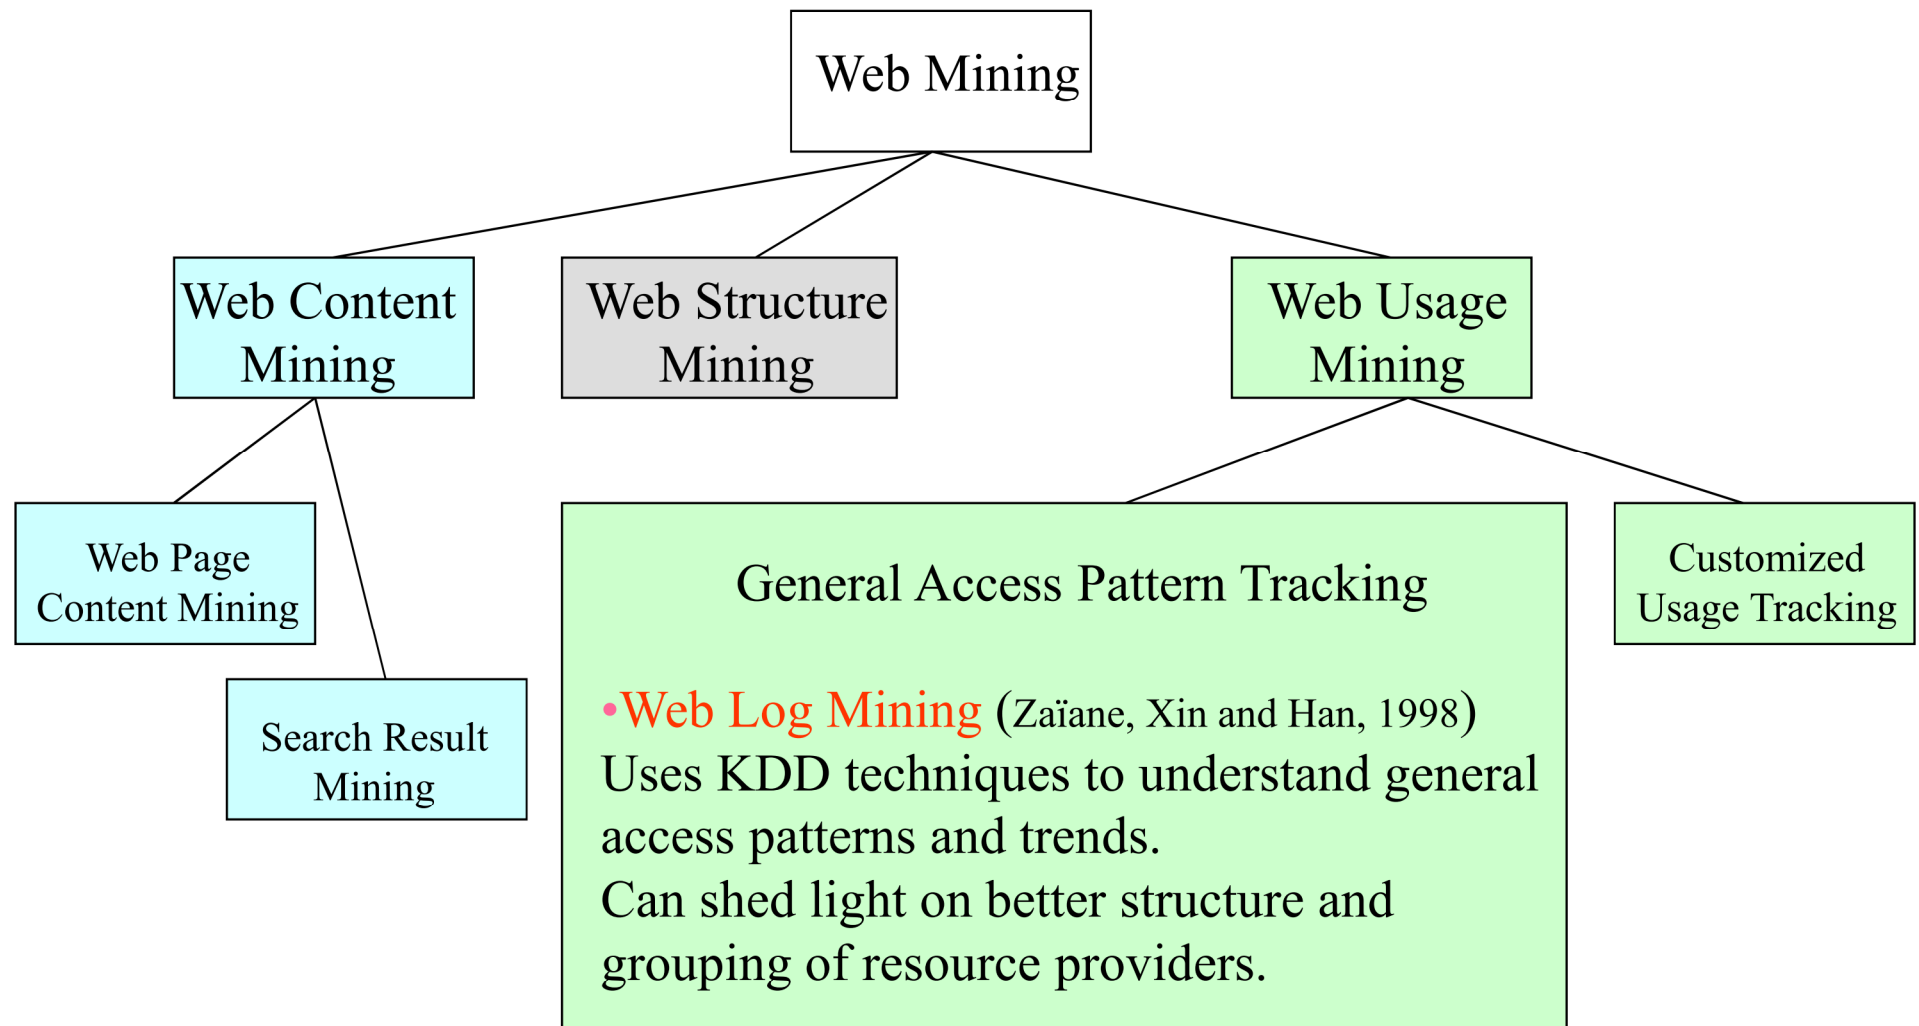 Web Mining
Web Content
Mining
Web Structure
Mining
Web Usage
Mining
Web Page
Content Mining
Search Result
Mining
General Access Pattern Tracking
•Web Log Mining (Zaïane, Xin and Han, 1998)
Uses KDD techniques to understand general
access patterns and trends.
Can shed light on better structure and
grouping of resource providers.
Customized
Usage Tracking